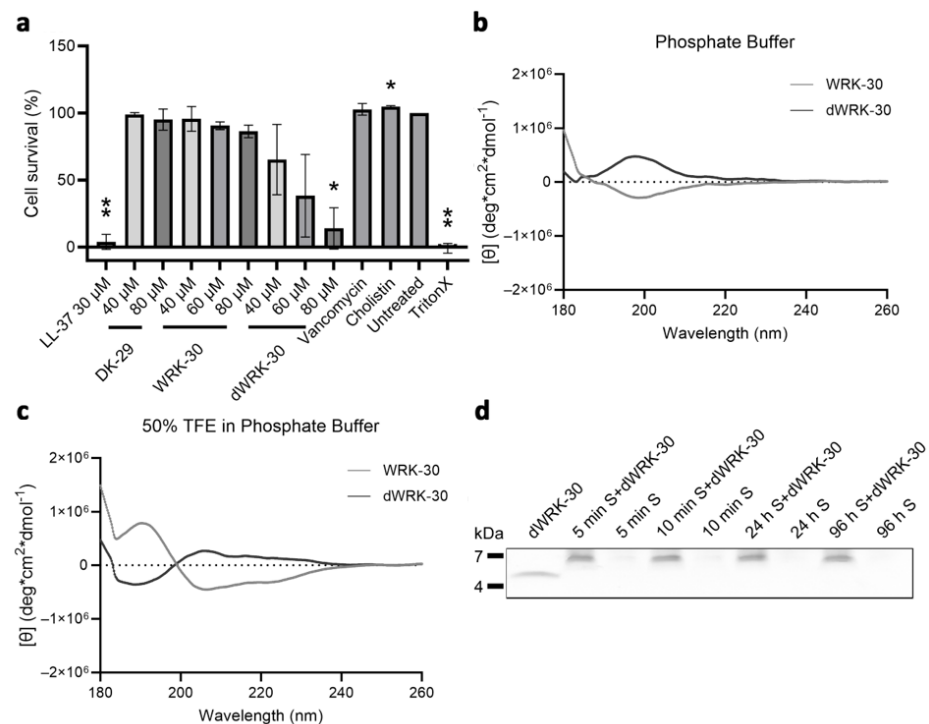 a
150
100
50
0
Cell survival (%)
**
*
*
**
LL-37 30 µM
40 µM
80 µM
40 µM
60 µM
80 µM
40 µM
60 µM
80 µM
Vancomycin
Cholistin
Untreated
TritonX
DK-29
WRK-30
dWRK-30
b
Phosphate Buffer
2×10⁶
1×10⁶
0
−1×10⁶
−2×10⁶
[θ] (deg*cm²*dmol⁻¹)
WRK-30
dWRK-30
180 200 220 240 260
Wavelength (nm)
c
50% TFE in Phosphate Buffer
2×10⁶
1×10⁶
0
−1×10⁶
−2×10⁶
[θ] (deg*cm²*dmol⁻¹)
WRK-30
dWRK-30
180 200 220 240 260
Wavelength (nm)
d
dWRK-30
5 min S+dWRK-30
5 min S
10 min S+dWRK-30
10 min S
24 h S+dWRK-30
24 h S
96 h S+dWRK-30
96 h S
kDa
7
4